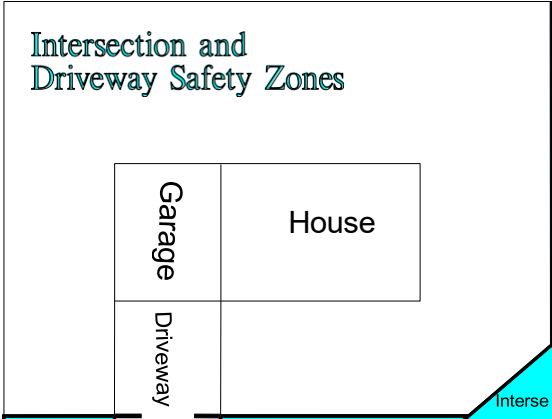 Intersection and
Driveway Safety Zones
Garage
House
Driveway
Interse